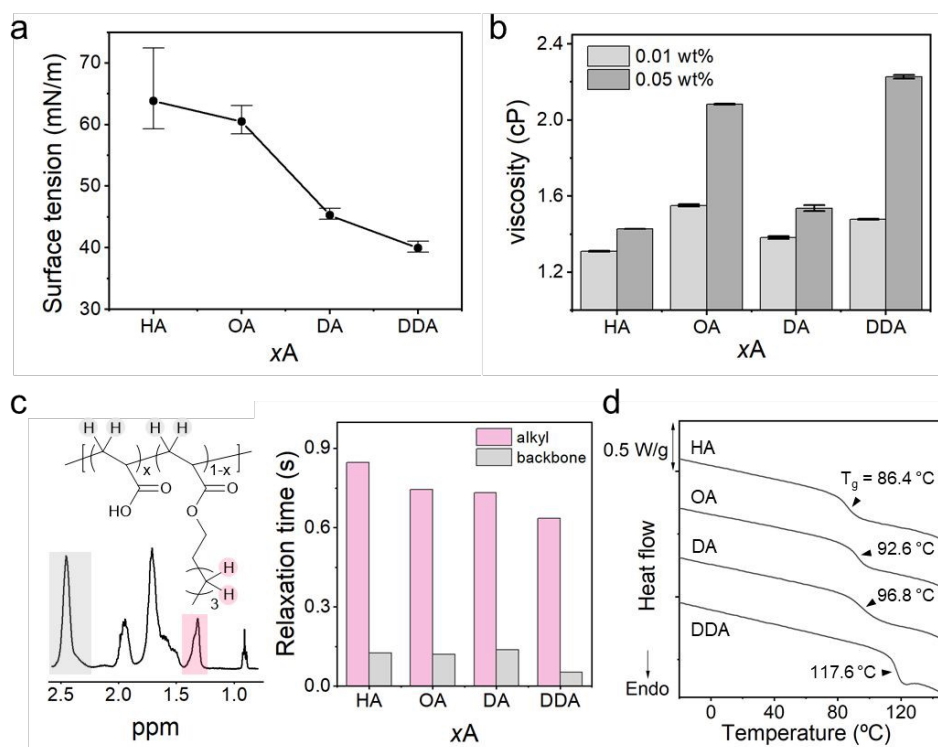 a
Surface tension (mN/m)
70
60
50
40
30
HA
OA
DA
DDA
xA
b
viscosity (cP)
2.4
2.0
1.6
1.2
0.01 wt%
0.05 wt%
HA
OA
DA
DDA
xA
c
H H H H
x 1-x
O O
HO O
H
H
3
2.5 2.0 1.5 1.0
ppm
Relaxation time (s)
0.9
0.6
0.3
0.0
alkyl
backbone
HA
OA
DA
DDA
xA
d
0.5 W/g
HA
Tg = 86.4 °C
OA
92.6 °C
DA
96.8 °C
DDA
117.6 °C
Heat flow
Endo
0 40 80 120
Temperature (ºC)